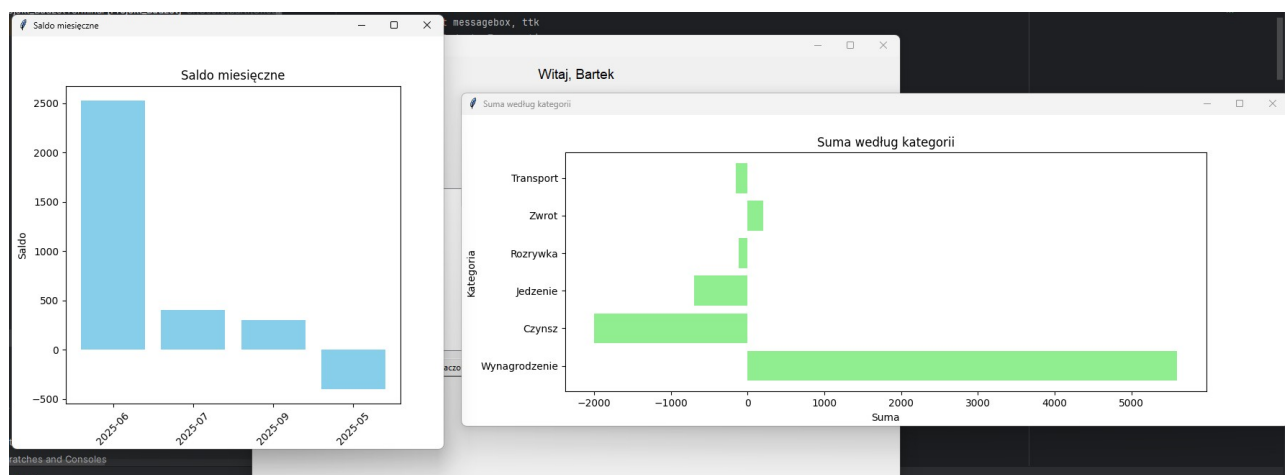 Saldo miesięczne
Saldo miesięczne
2500
2000
1500
1000
500
0
−500
Saldo
2025-06
2025-07
2025-09
2025-05
t messagebox, ttk
Witaj, Bartek
Suma według kategorii
Suma według kategorii
Transport
Zwrot
Rozrywka
Jedzenie
Czynsz
Wynagrodzenie
Kategoria
−2000 −1000 0 1000 2000 3000 4000 5000
Suma
aczo
ratches and Consoles